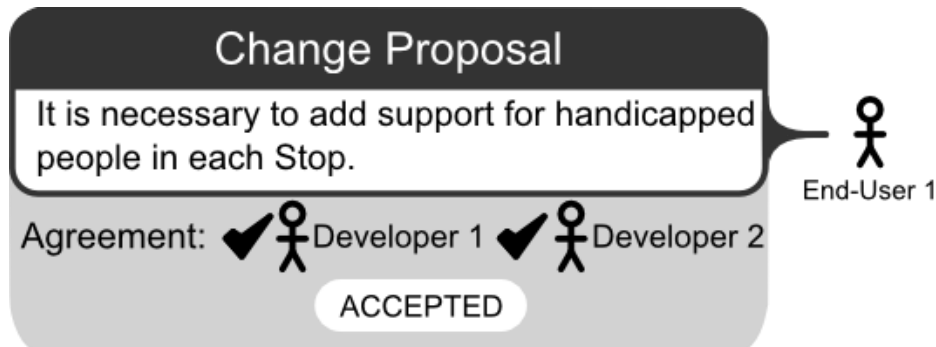 Change Proposal
It is necessary to add support for handicapped
people in each Stop.
End-User 1
Agreement: Developer 1 Developer 2
ACCEPTED